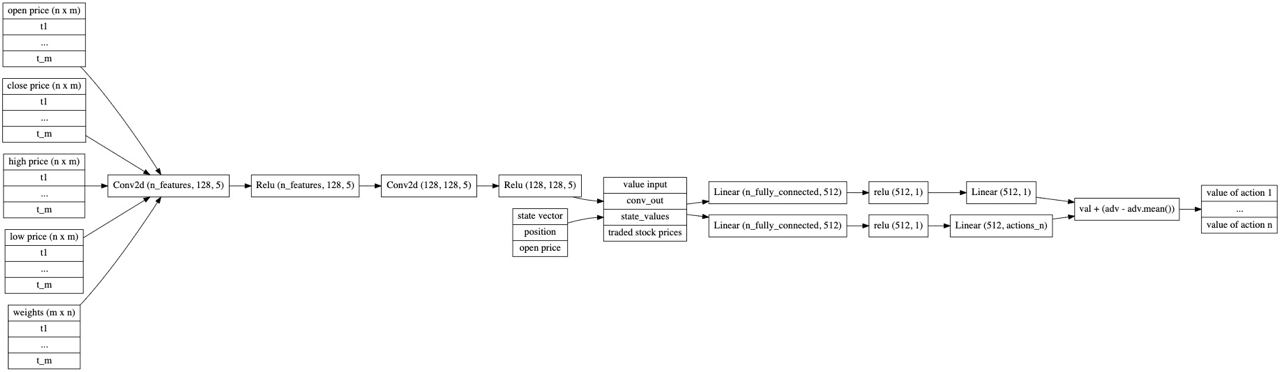 open price (n x m)
t1
...
t_m
close price (n x m)
t1
...
t_m
high price (n x m)
t1
...
t_m
low price (n x m)
t1
...
t_m
weights (m x n)
t1
...
t_m
Conv2d (n_features, 128, 5)
Relu (n_features, 128, 5)
Conv2d (128, 128, 5)
Relu (128, 128, 5)
state vector
position
open price
value input
conv_out
state_values
traded stock prices
Linear (n_fully_connected, 512)
relu (512, 1)
Linear (512, 1)
Linear (n_fully_connected, 512)
relu (512, 1)
Linear (512, actions_n)
val + (adv - adv.mean())
value of action 1
...
value of action n